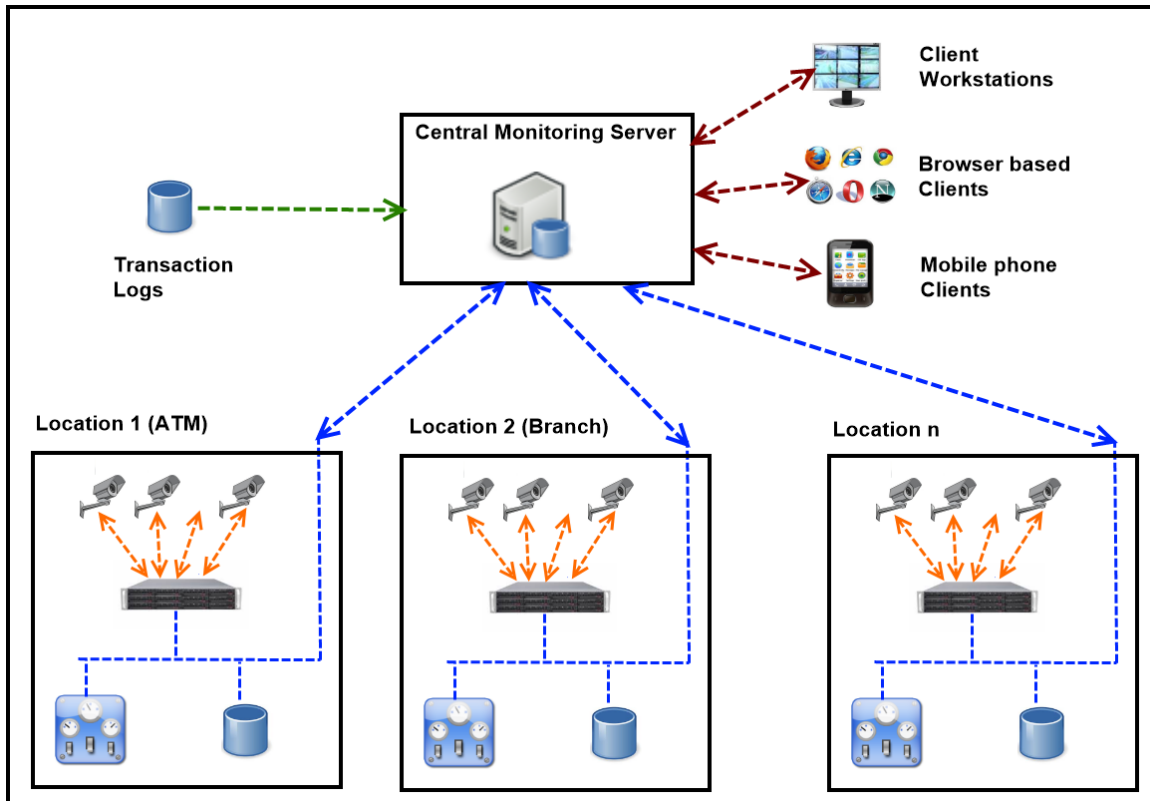 Client
Workstations
Central Monitoring Server
Browser based
Clients
Transaction
Logs
Mobile phone
Clients
Location 1 (ATM)
Location 2 (Branch)
Location n